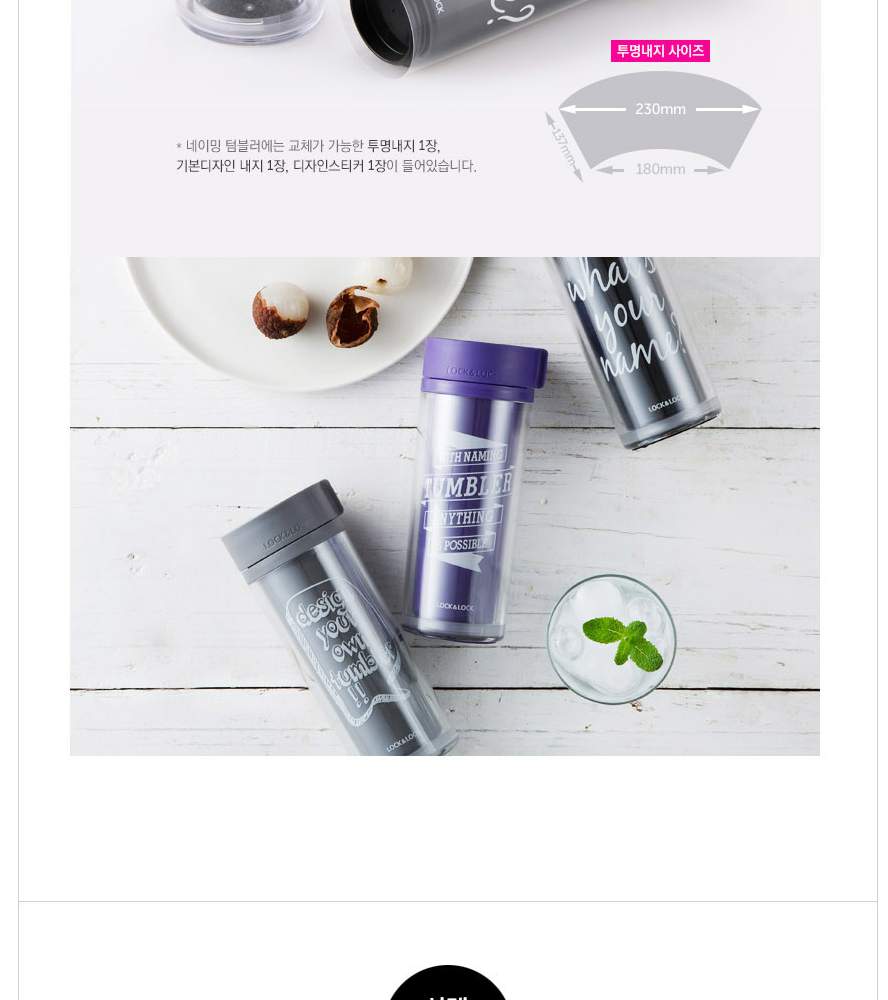 투명내지 사이즈
230mm
137mm
180mm
* 네이밍 텀블러에는 교체가 가능한 투명내지 1장,
기본디자인 내지 1장, 디자인스티커 1장이 들어있습니다.
what's
your
name?
LOCK&LOCK
LOCK&LOCK
WITH NAMING
TUMBLER
ANYTHING
IS POSSIBLE
LOCK&LOCK
LOCK&LOCK
design
your
own
tumbler
!!
LOCK&LOCK